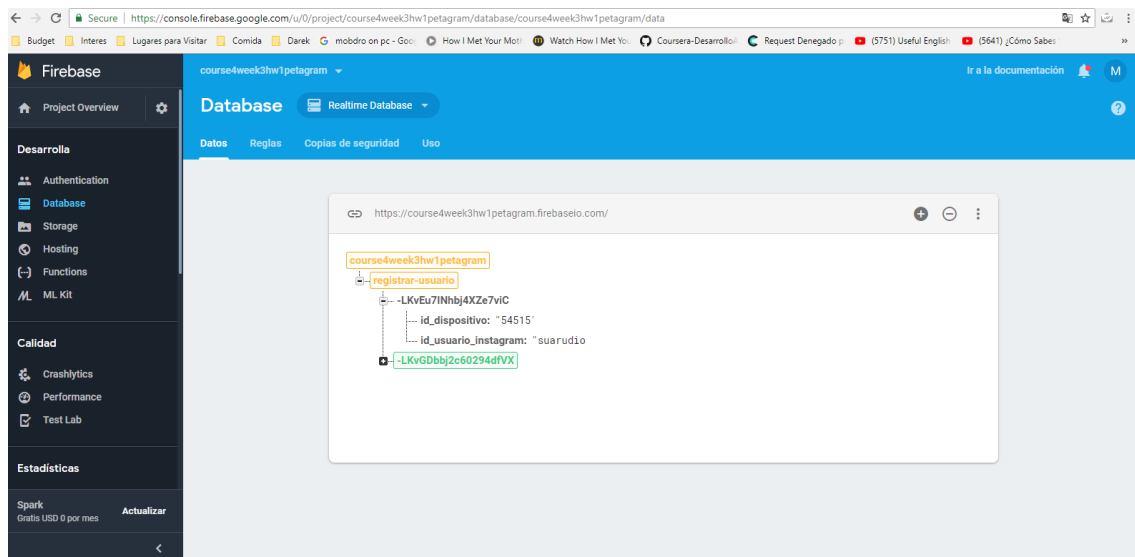 Secure | https://console.firebase.google.com/u/0/project/course4week3hw1petagram/database/course4week3hw1petagram/data
Budget Interes Lugares para Visitar Comida Darek mobdro on pc - Goo How I Met Your Moth Watch How I Met You Coursera-Desarrollo Request Denegado p (5751) Useful English (5641) ¿Cómo Sabes »
Firebase
course4week3hw1petagram
Ir a la documentación
M
Project Overview
Database
Realtime Database
?
Datos Reglas Copias de seguridad Uso
Desarrolla
Authentication
Database
Storage
Hosting
Functions
ML ML Kit
https://course4week3hw1petagram.firebaseio.com/
course4week3hw1petagram
registrar-usuario
-LKvEu7INhbj4XZe7viC
id_dispositivo: "54515'
id_usuario_instagram: "suarudio
-LKvGDbbj2c60294dfVX
Calidad
Crashlytics
Performance
Test Lab
Estadísticas
Spark
Gratis USD 0 por mes
Actualizar